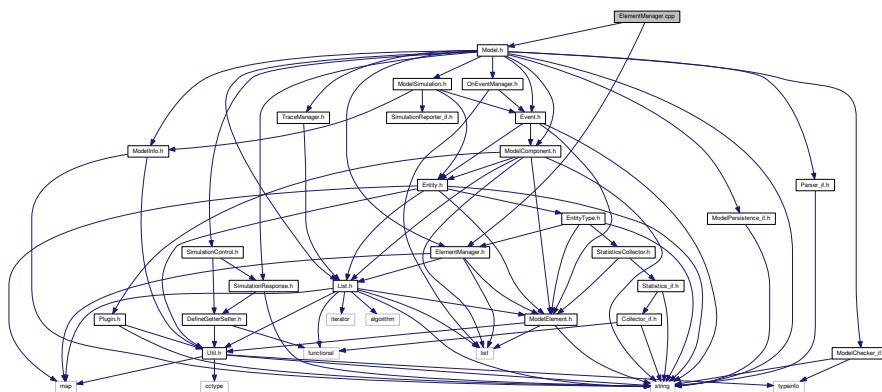 ElementManager.cpp
Model.h
ModelSimulation.h
OnEventManager.h
TraceManager.h
SimulationReporter_if.h
Event.h
ModelInfo.h
ModelComponent.h
Entity.h
Parser_if.h
EntityType.h
ModelPersistence_if.h
SimulationControl.h
ElementManager.h
StatisticsCollector.h
SimulationResponse.h
List.h
Statistics_if.h
Plugin.h
DefineGetterSetter.h
iterator
algorithm
ModelElement.h
Collector_if.h
Util.h
functional
list
ModelChecker_if.
map
cctype
string
typeinfo